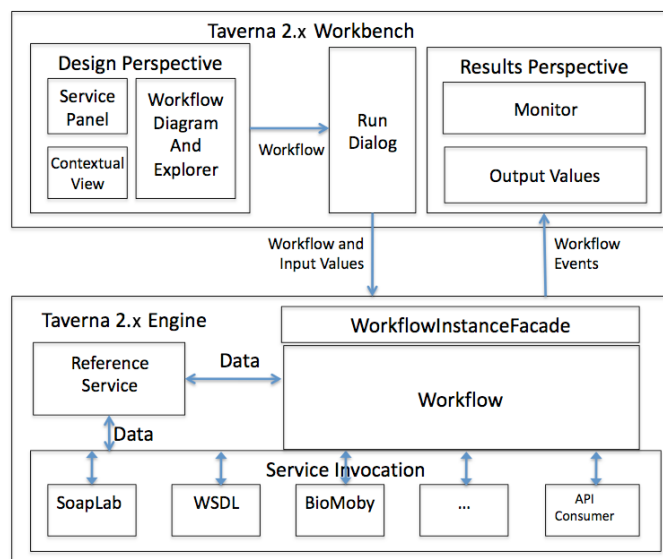 Taverna 2.x Workbench
Design Perspective
Service
Panel
Contextual
View
Workflow
Diagram
And
Explorer
Workflow
Run
Dialog
Results Perspective
Monitor
Output Values
Workflow and
Input Values
Workflow
Events
Taverna 2.x Engine
WorkflowInstanceFacade
Reference
Service
Data
Workflow
Data
Service Invocation
SoapLab
WSDL
BioMoby
...
API
Consumer